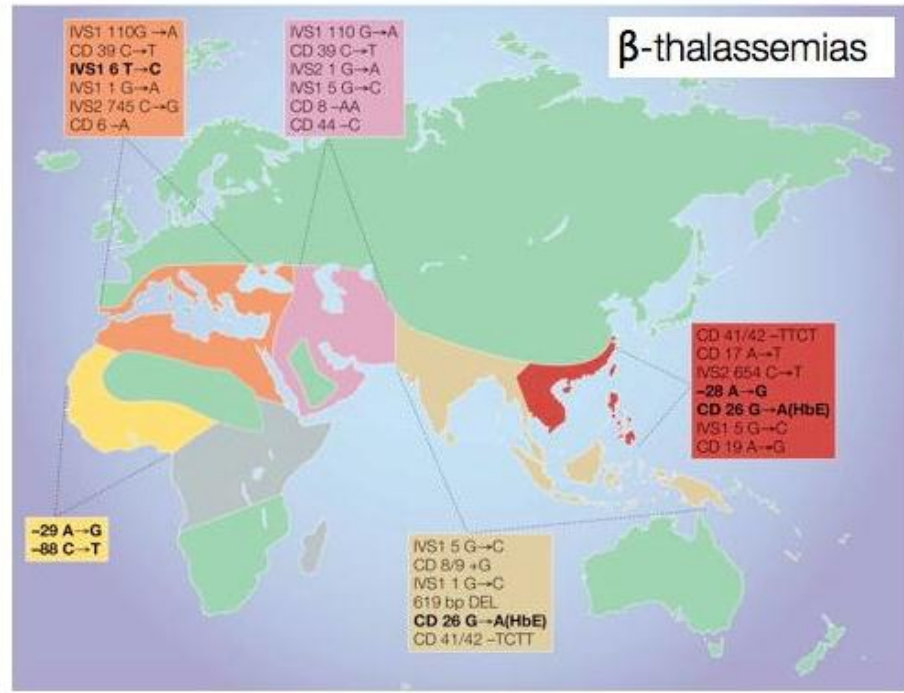 β-thalassemias
IVS1 110G→A
CD 39 C→T
IVS1 6 T→C
IVS1 1 G→A
IVS2 745 C→G
CD 6 –A
IVS1 110 G→A
CD 39 C→T
IVS2 1 G→A
IVS1 5 G→C
CD 8 –AA
CD 44 –C
CD 41/42 –TTCT
CD 17 A→T
IVS2 654 C→T
–28 A→G
CD 26 G→A(HbE)
IVS1 5 G→C
CD 19 A→G
–29 A→G
–88 C→T
IVS1 5 G→C
CD 8/9 +G
IVS1 1 G→C
619 bp DEL
CD 26 G→A(HbE)
CD 41/42 –TCTT